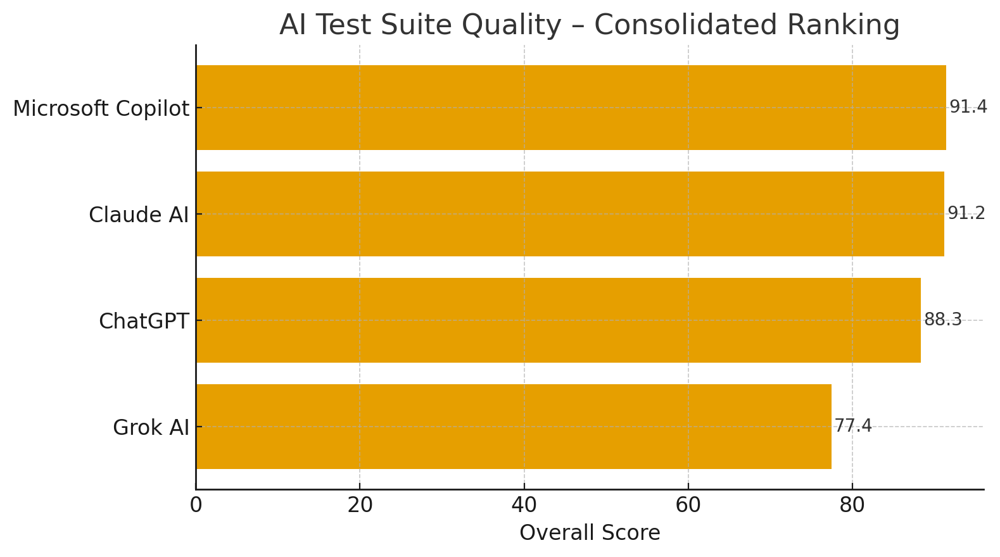 AI Test Suite Quality – Consolidated Ranking
Microsoft Copilot
91.4
Claude AI
91.2
ChatGPT
88.3
Grok AI
77.4
0 20 40 60 80
Overall Score